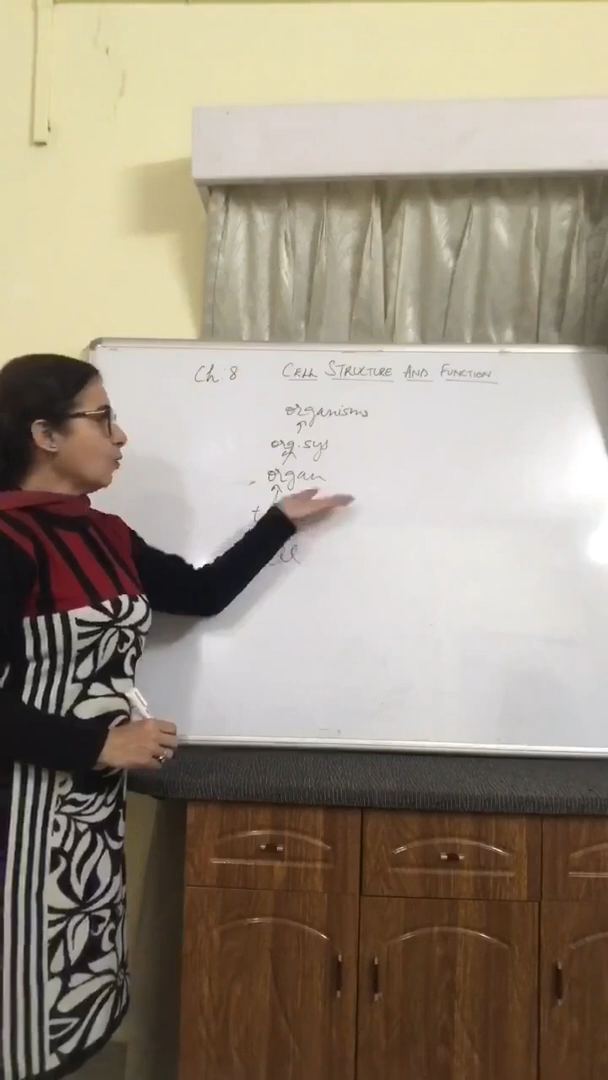 Ch: 8 CELL STRUCTURE AND FUNCTION
organisms
↑
org. sys
↑
organ
↑